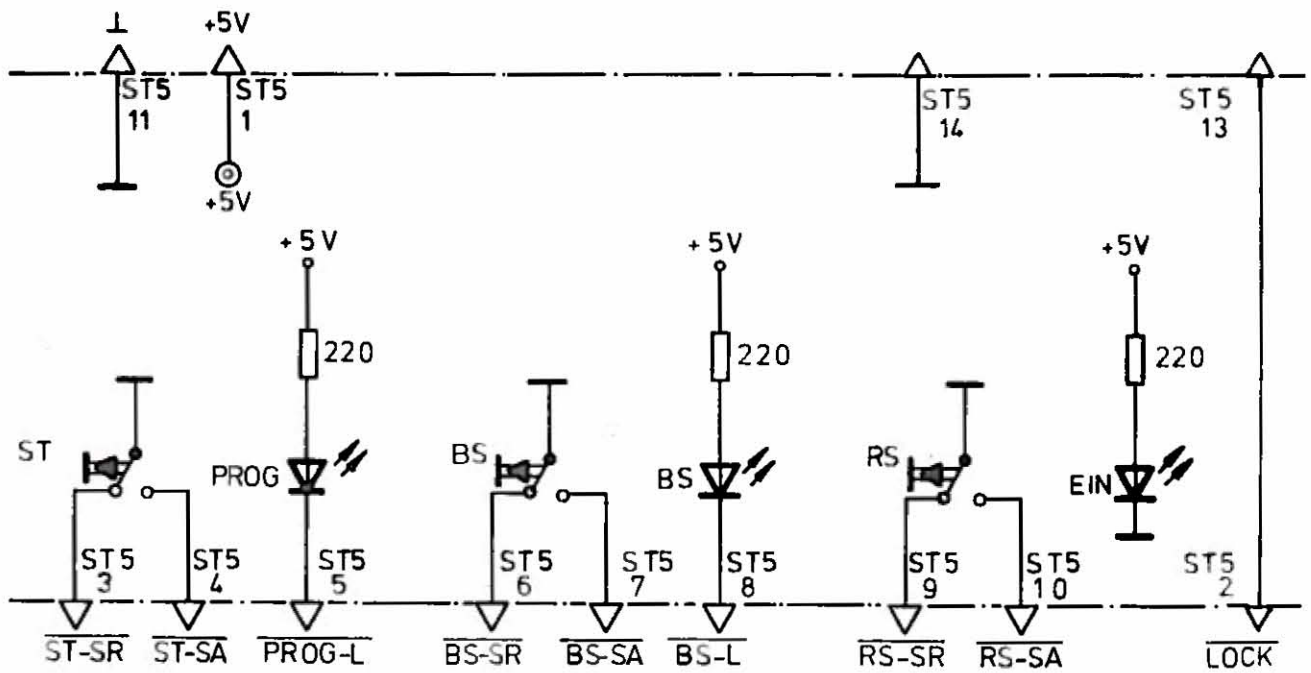 ⊥ +5V
ST5 ST5 ST5 ST5
11 1 14 13
+5V
+5V +5V +5V
220 220 220
ST PROG BS BS RS EIN
ST5 ST5 ST5 ST5 ST5 ST5 ST5 ST5 ST5
3 4 5 6 7 8 9 10 2
ST-SR ST-SA PROG-L BS-SR BS-SA BS-L RS-SR RS-SA LOCK